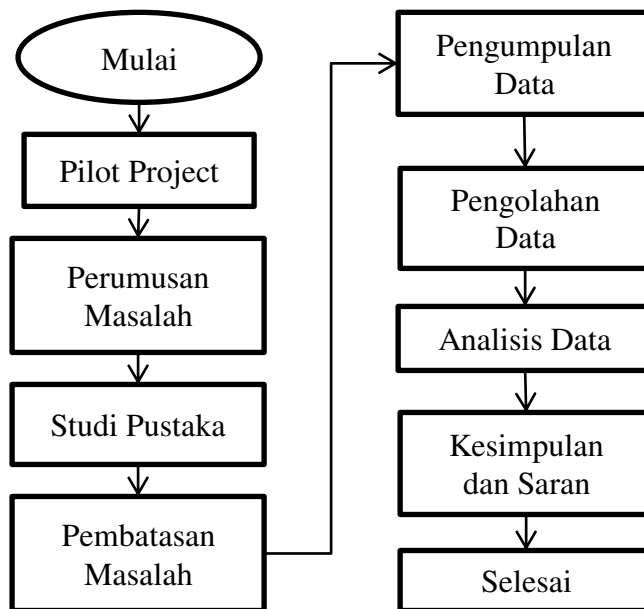 Mulai
Pilot Project
Perumusan
Masalah
Studi Pustaka
Pembatasan
Masalah
Pengumpulan
Data
Pengolahan
Data
Analisis Data
Kesimpulan
dan Saran
Selesai